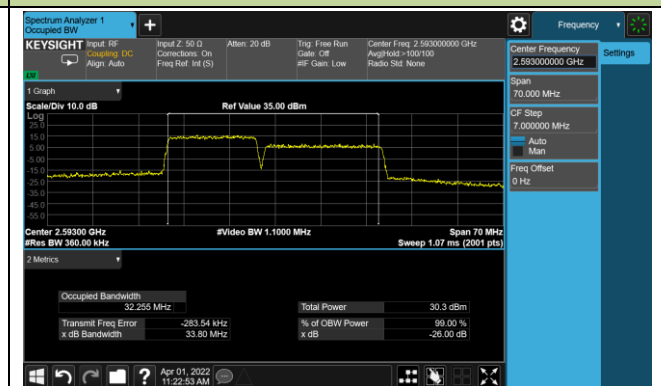 Spectrum Analyzer 1
Occupied BW
Frequency
KEYSIGHT
Input: RF
Coupling: DC
Align: Auto
Input Z: 50 Ω
Corrections: On
Freq Ref: Int (S)
Atten: 20 dB
Trig: Free Run
Gate: Off
#IF Gain: Low
Center Freq: 2.593000000 GHz
Avg|Hold:>100/100
Radio Std: None
Center Frequency
2.593000000 GHz
Settings
Span
70.000 MHz
CF Step
7.000000 MHz
Auto
Man
Freq Offset
0 Hz
1 Graph
Scale/Div 10.0 dB
Ref Value 35.00 dBm
Log
25.0
15.0
5.00
-5.00
-15.0
-25.0
-35.0
-45.0
-55.0
Center 2.59300 GHz
#Video BW 1.1000 MHz
Span 70 MHz
#Res BW 360.00 kHz
Sweep 1.07 ms (2001 pts)
2 Metrics
Occupied Bandwidth
32.255 MHz
Total Power
30.3 dBm
Transmit Freq Error
-283.54 kHz
% of OBW Power
99.00 %
x dB Bandwidth
33.80 MHz
x dB
-26.00 dB
Apr 01, 2022
11:22:53 AM